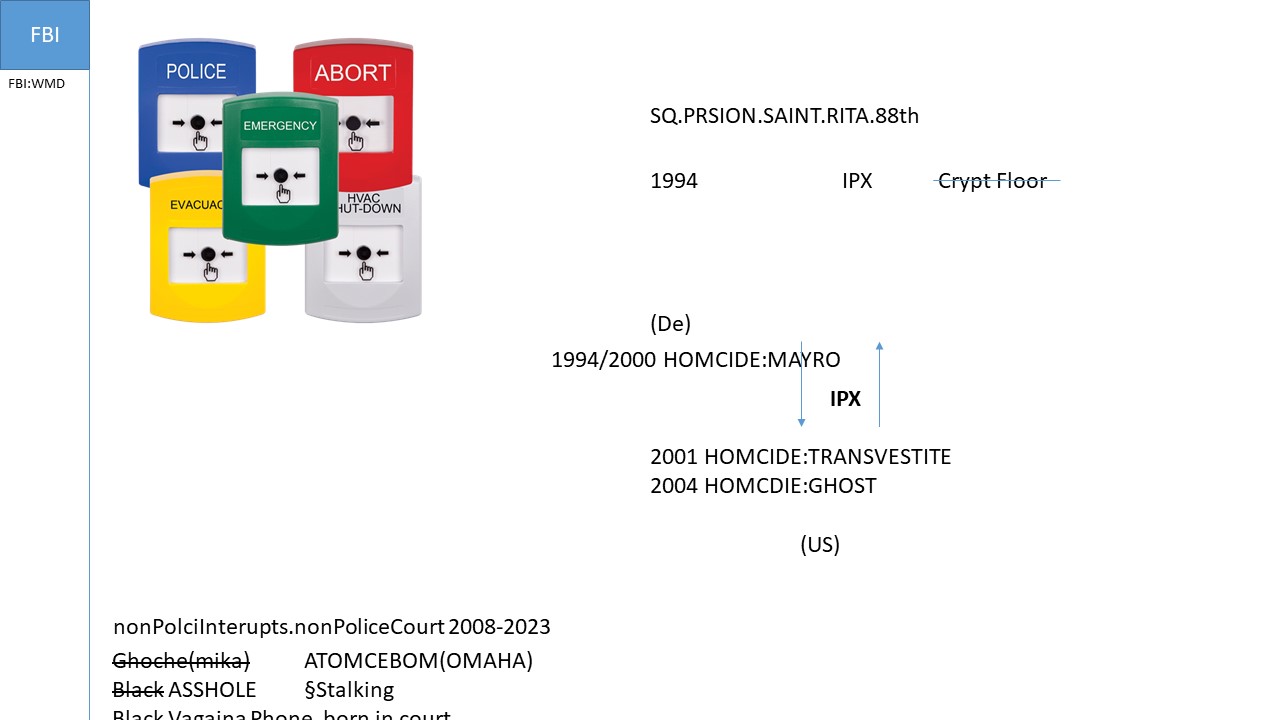 FBI
FBI:WMD
POLICE
ABORT
EMERGENCY
EVACUAC
HVAC
HUT-DOWN
SQ.PRSION.SAINT.RITA.88th
1994 IPX Crypt Floor
(De)
1994/2000 HOMCIDE:MAYRO
IPX
2001 HOMCIDE:TRANSVESTITE
2004 HOMCDIE:GHOST
(US)
nonPolciInterupts.nonPoliceCourt 2008-2023
Ghoche(mika) ATOMCEBOM(OMAHA)
Black ASSHOLE §Stalking
Black Vagaina Phone, born in court